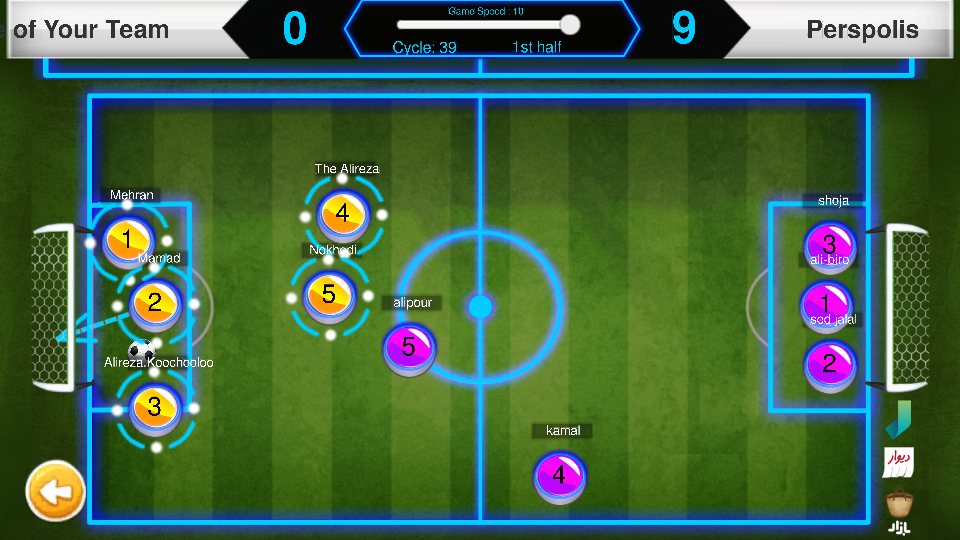 of Your Team
0
Game Speed : 10
Cycle: 39
1st half
9
Perspolis
The Alireza
4
Mehran
1
shoja
3
Mamad
2
Nokhodi
5
ali-biro
1
alipour
5
sed jalal
2
Alireza.Koochooloo
3
kamal
4
دیوار
بازار